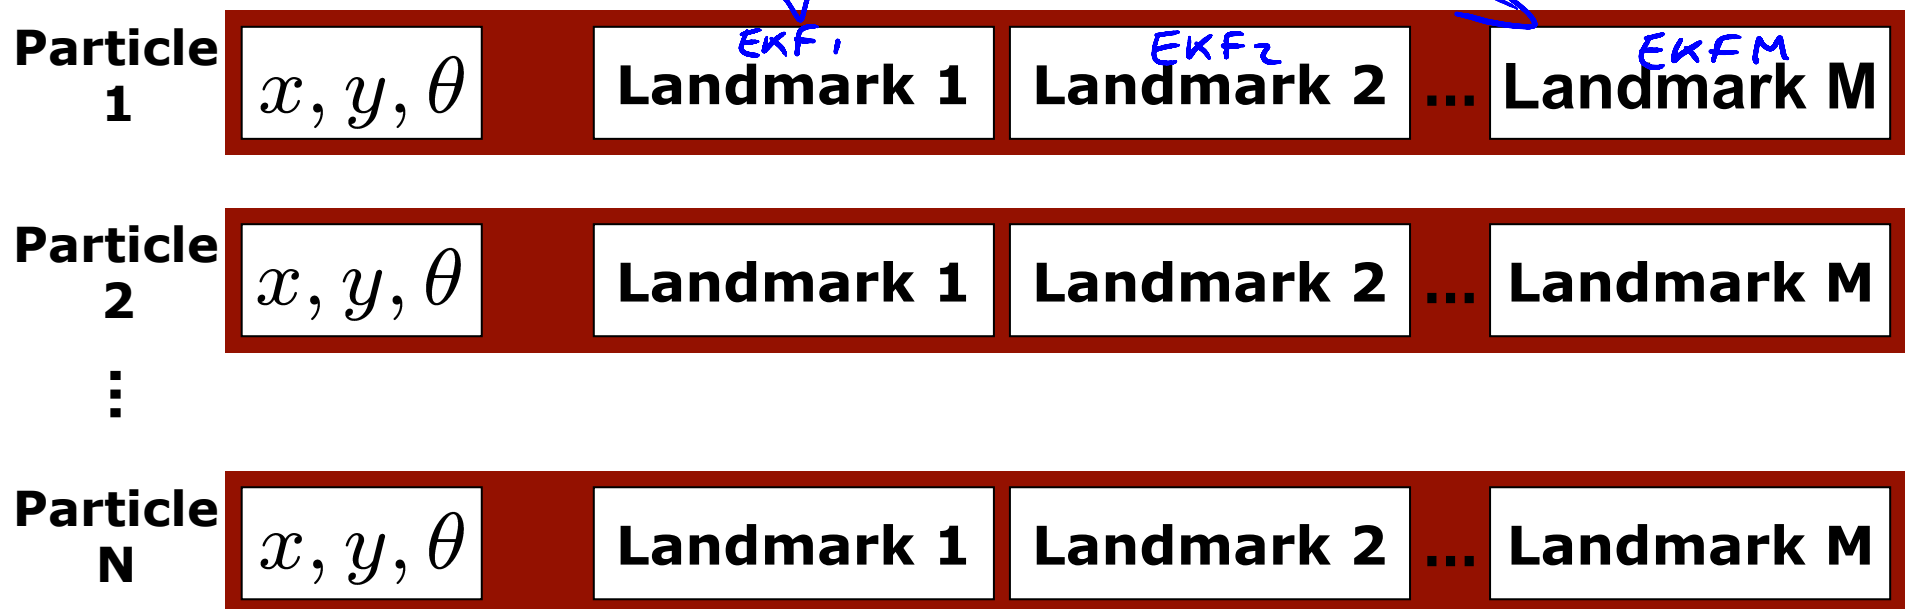 EKF1 EKF2 EKFM
Particle 1 x, y, θ Landmark 1 Landmark 2 ... Landmark M
Particle 2 x, y, θ Landmark 1 Landmark 2 ... Landmark M
⋮
Particle N x, y, θ Landmark 1 Landmark 2 ... Landmark M